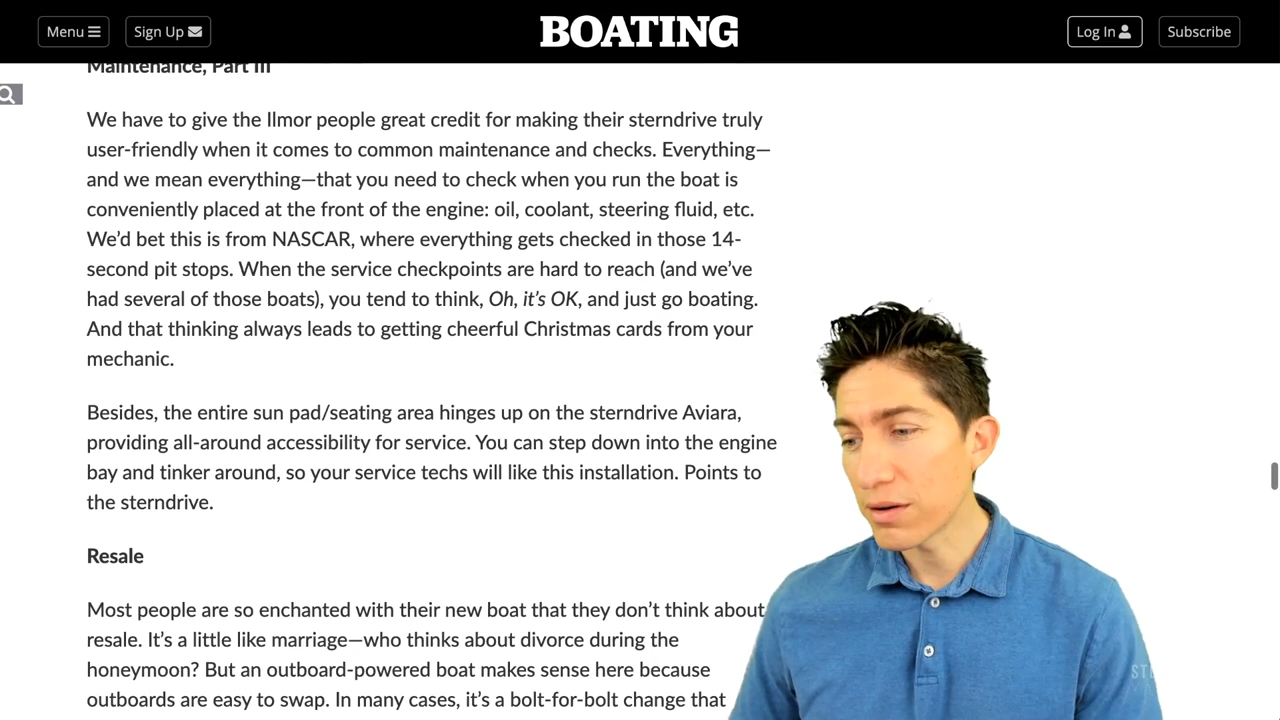 Menu
Sign Up
BOATING
Log In
Subscribe
Maintenance, Part III
We have to give the Ilmor people great credit for making their sterndrive truly
user-friendly when it comes to common maintenance and checks. Everything—
and we mean everything—that you need to check when you run the boat is
conveniently placed at the front of the engine: oil, coolant, steering fluid, etc.
We’d bet this is from NASCAR, where everything gets checked in those 14-
second pit stops. When the service checkpoints are hard to reach (and we’ve
had several of those boats), you tend to think, Oh, it’s OK, and just go boating.
And that thinking always leads to getting cheerful Christmas cards from your
mechanic.
Besides, the entire sun pad/seating area hinges up on the sterndrive Aviara,
providing all-around accessibility for service. You can step down into the engine
bay and tinker around, so your service techs will like this installation. Points to
the sterndrive.
Resale
Most people are so enchanted with their new boat that they don’t think about
resale. It’s a little like marriage—who thinks about divorce during the
honeymoon? But an outboard-powered boat makes sense here because
outboards are easy to swap. In many cases, it’s a bolt-for-bolt change that